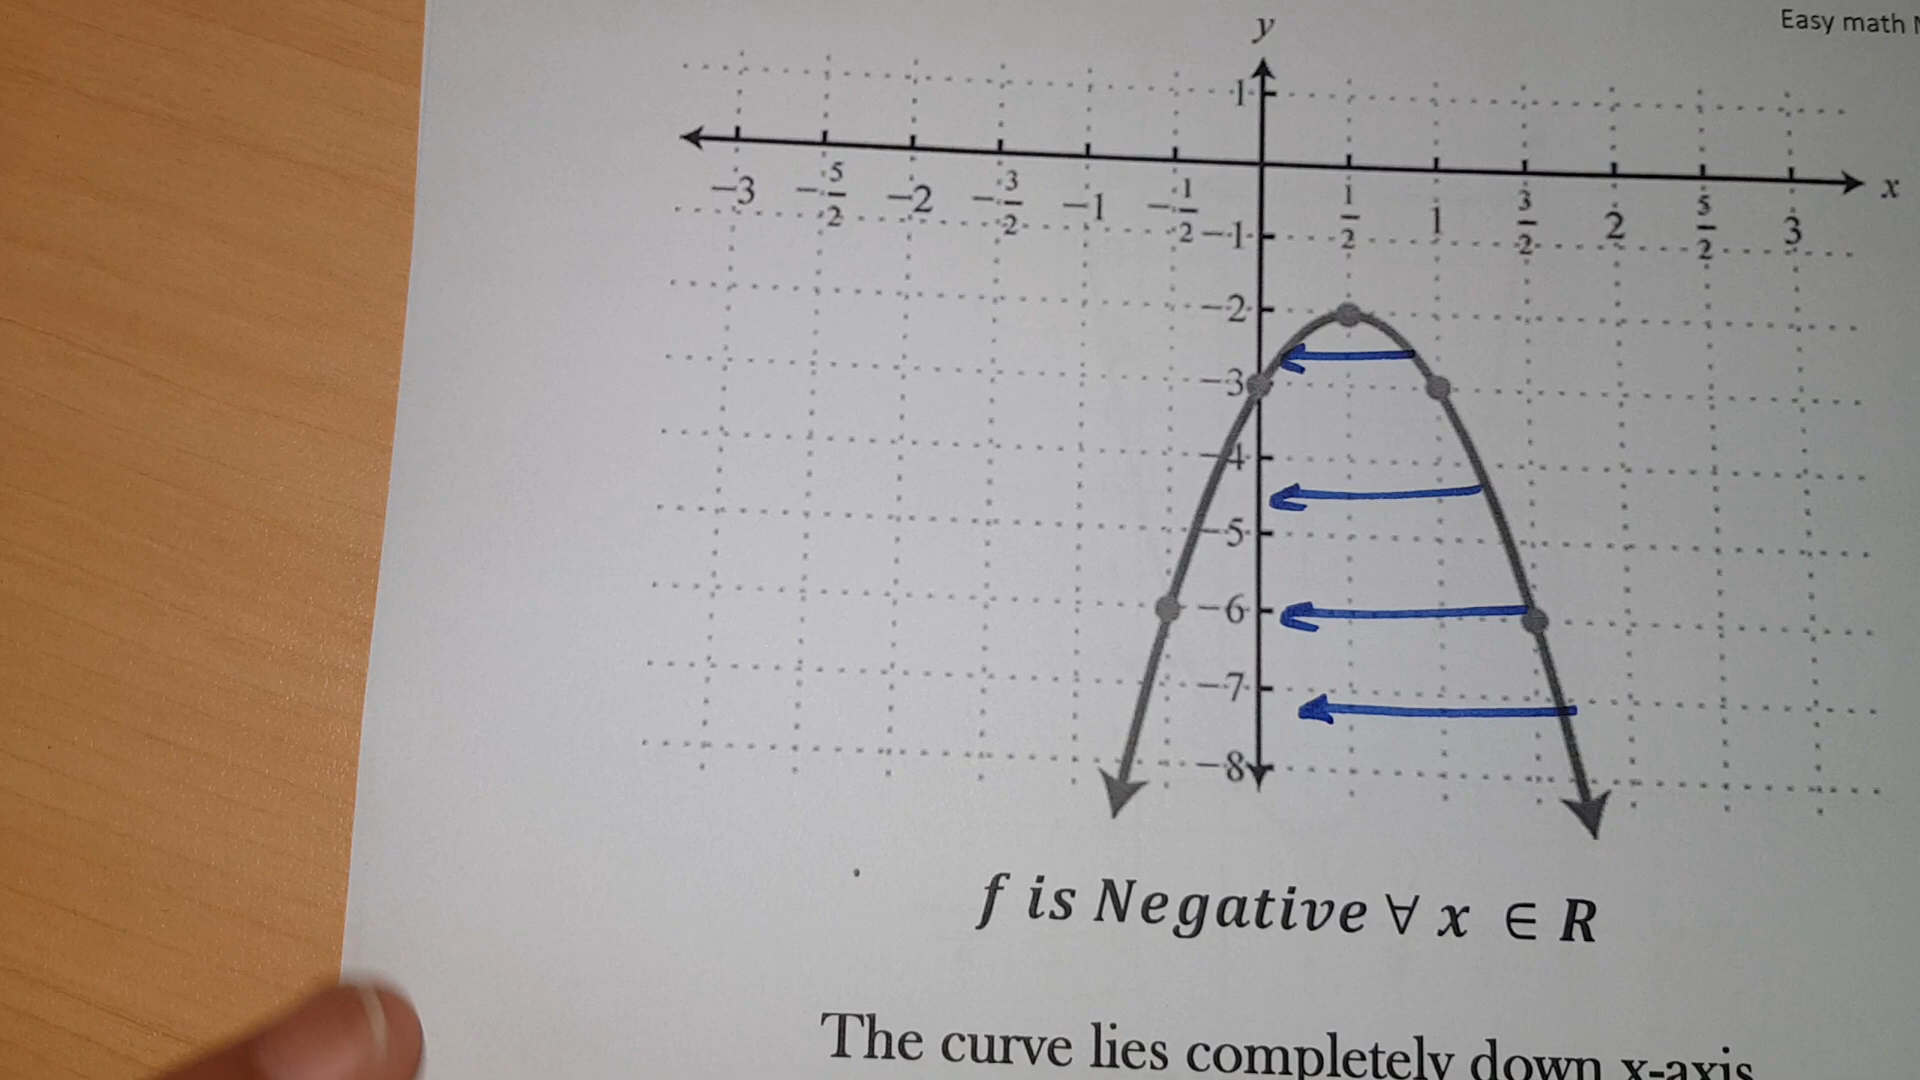 Easy math
y
1
-3 -5/2 -2 -3/2 -1 -1/2 1/2 1 3/2 2 5/2 3 x
-1
-2
-3
-4
-5
-6
-7
-8
f is Negative ∀ x ∈ R
The curve lies completely down x-axis